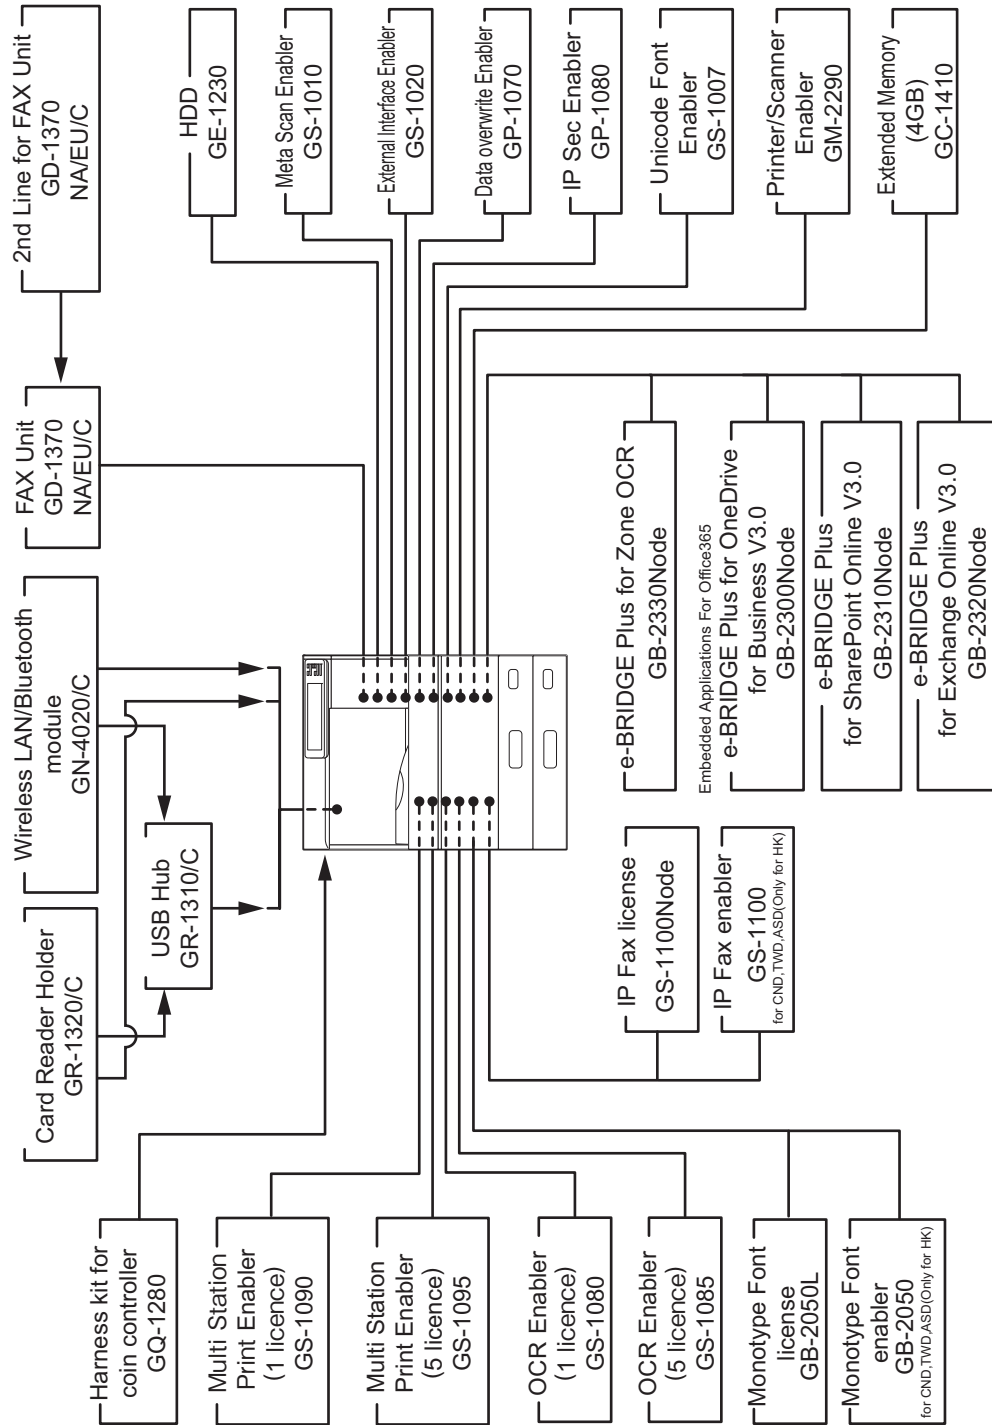 2nd Line for FAX Unit
GD-1370
NA/EU/C
FAX Unit
GD-1370
NA/EU/C
Wireless LAN/Bluetooth
module
GN-4020/C
Card Reader Holder
GR-1320/C
USB Hub
GR-1310/C
Harness kit for
coin controller
GQ-1280
Multi Station
Print Enabler
(1 licence)
GS-1090
Multi Station
Print Enabler
(5 licence)
GS-1095
OCR Enabler
(1 licence)
GS-1080
OCR Enabler
(5 licence)
GS-1085
Monotype Font
license
GB-2050L
Monotype Font
enabler
GB-2050
for CND,TWD,ASD(Only for HK)
IP Fax license
GS-1100Node
IP Fax enabler
GS-1100
for CND,TWD,ASD(Only for HK)
e-BRIDGE Plus for Zone OCR
GB-2330Node
Embedded Applications For Office365
e-BRIDGE Plus for OneDrive
for Business V3.0
GB-2300Node
e-BRIDGE Plus
for SharePoint Online V3.0
GB-2310Node
e-BRIDGE Plus
for Exchange Online V3.0
GB-2320Node
HDD
GE-1230
Meta Scan Enabler
GS-1010
External Interface Enabler
GS-1020
Data overwrite Enabler
GP-1070
IP Sec Enabler
GP-1080
Unicode Font
Enabler
GS-1007
Printer/Scanner
Enabler
GM-2290
Extended Memory
(4GB)
GC-1410